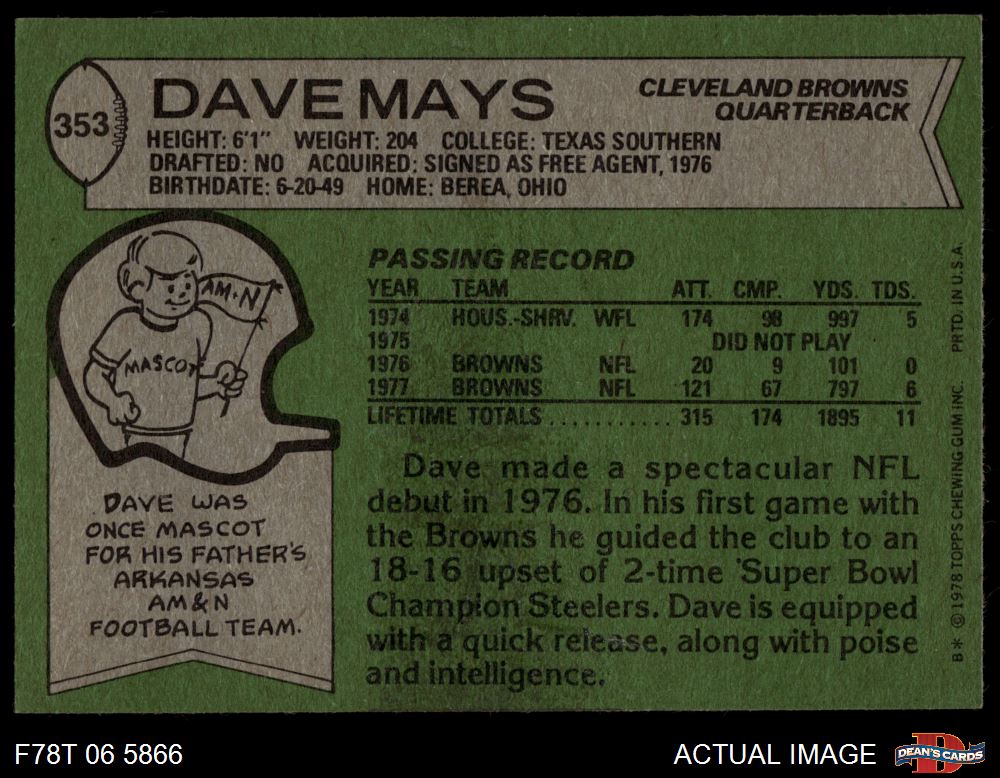 353
DAVE MAYS
CLEVELAND BROWNS
QUARTERBACK
HEIGHT: 6'1" WEIGHT: 204 COLLEGE: TEXAS SOUTHERN
DRAFTED: NO ACQUIRED: SIGNED AS FREE AGENT, 1976
BIRTHDATE: 6-20-49 HOME: BEREA, OHIO
AM+N
MASCOT
DAVE WAS
ONCE MASCOT
FOR HIS FATHER'S
ARKANSAS
AM&N
FOOTBALL TEAM.
PASSING RECORD
YEAR TEAM ATT. CMP. YDS. TDS.
1974 HOUS.-SHRV. WFL 174 98 997 5
1975 DID NOT PLAY
1976 BROWNS NFL 20 9 101 0
1977 BROWNS NFL 121 67 797 6
LIFETIME TOTALS........... 315 174 1895 11
Dave made a spectacular NFL
debut in 1976. In his first game with
the Browns he guided the club to an
18-16 upset of 2-time Super Bowl
Champion Steelers. Dave is equipped
with a quick release, along with poise
and intelligence.
B* ©1978 TOPPS CHEWING GUM INC. PRTD. IN U.S.A.
F78T 06 5866
ACTUAL IMAGE
DEAN'S CARDS